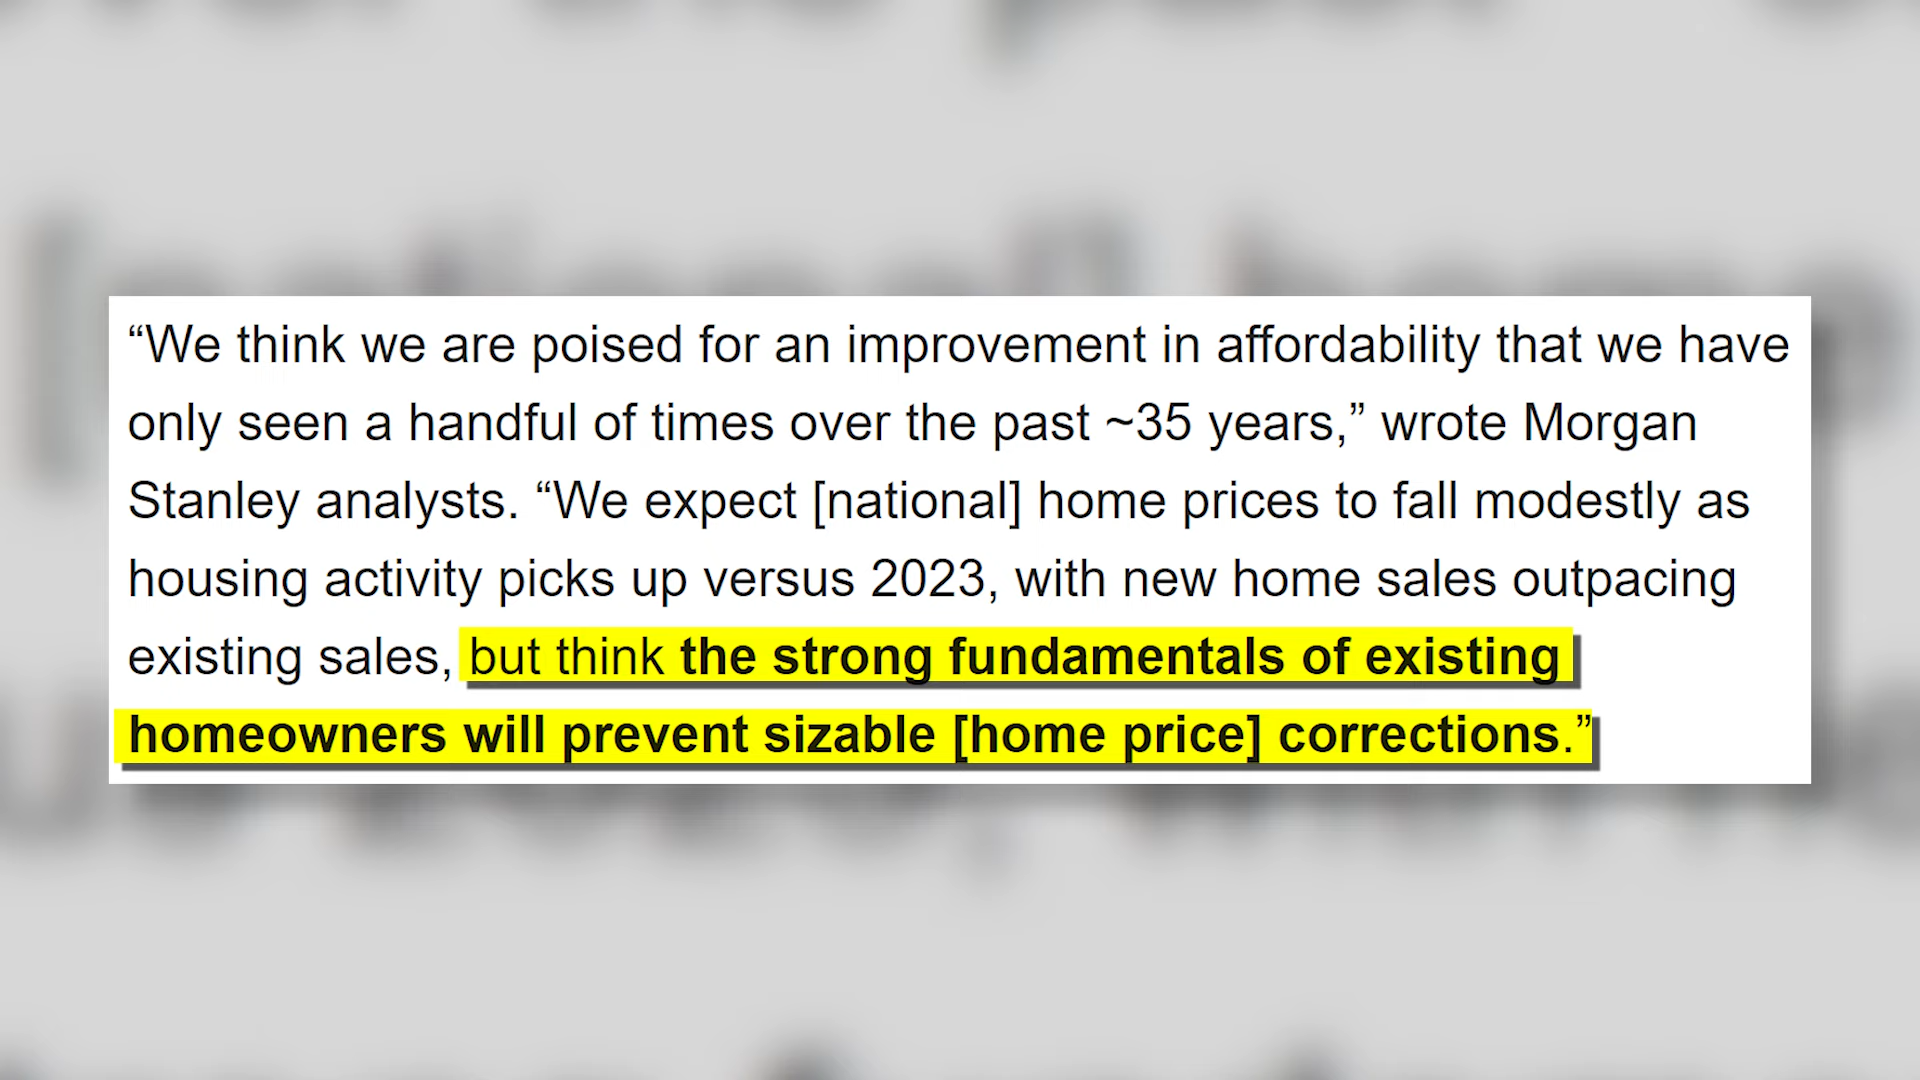 “We think we are poised for an improvement in affordability that we have
only seen a handful of times over the past ~35 years,” wrote Morgan
Stanley analysts. “We expect [national] home prices to fall modestly as
housing activity picks up versus 2023, with new home sales outpacing
existing sales, but think the strong fundamentals of existing
homeowners will prevent sizable [home price] corrections.”